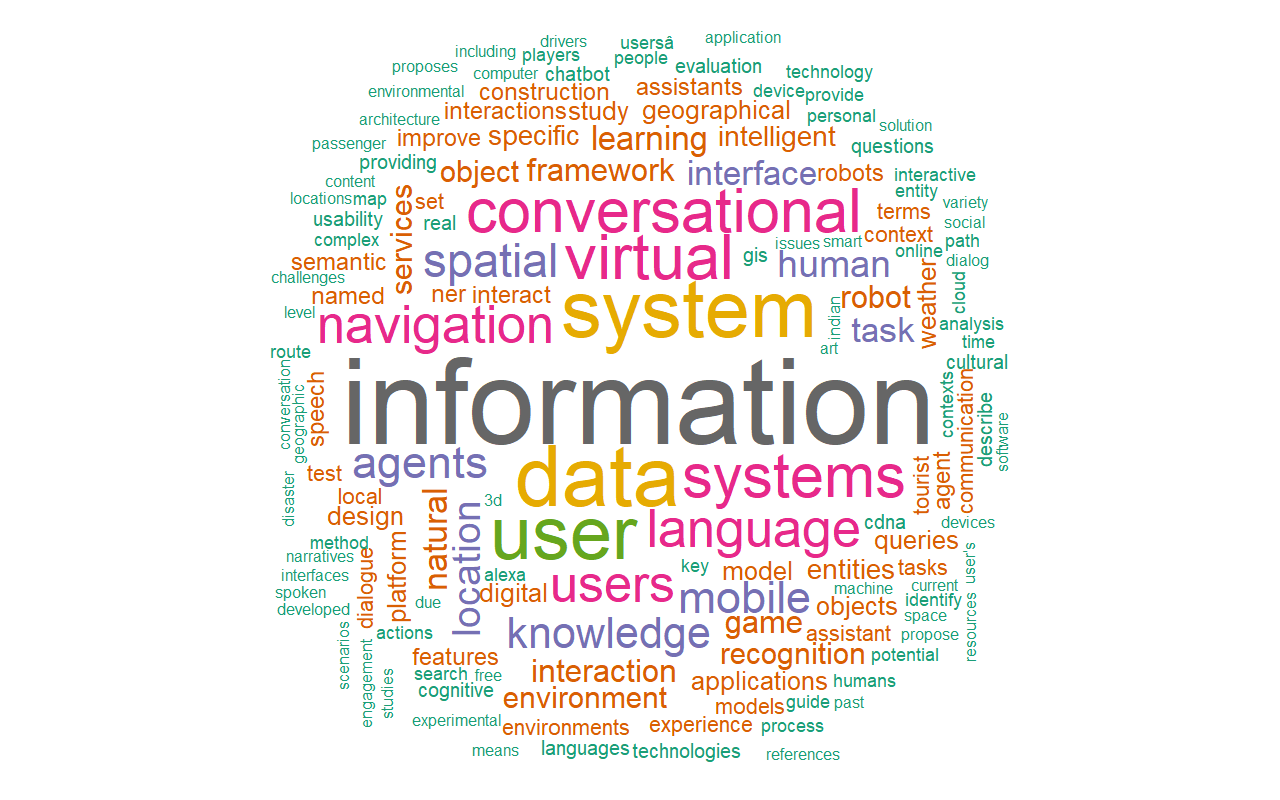 drivers
usersâ
application
including
players
people
proposes
computer
chatbot
evaluation
technology
environmental
construction
assistants
device
provide
architecture
interactions
study
geographical
personal
solution
passenger
improve
specific
learning
intelligent
questions
providing
object
framework
interface
robots
interactive
content
locations
map
services
set
conversational
terms
entity
variety
usability
real
social
complex
semantic
spatial
virtual
gis
issues
smart
human
context
online
path
dialog
challenges
named
ner
interact
system
robot
weather
cloud
level
navigation
indian
task
analysis
time
route
art
cultural
conversation
geographic
speech
information
contexts
communication
describe
software
agents
data
systems
tourist
agent
test
disaster
local
natural
location
3d
design
user
language
cdna
devices
method
queries
narratives
dialogue
platform
key
model
entities
tasks
user's
interfaces
alexa
digital
users
mobile
machine
current
spoken
developed
due
objects
identify
space
resources
scenarios
actions
knowledge
game
assistant
propose
engagement
features
interaction
recognition
potential
studies
search
free
cognitive
environment
applications
humans
models
guide
past
experimental
environments
experience
process
means
languages
technologies
references